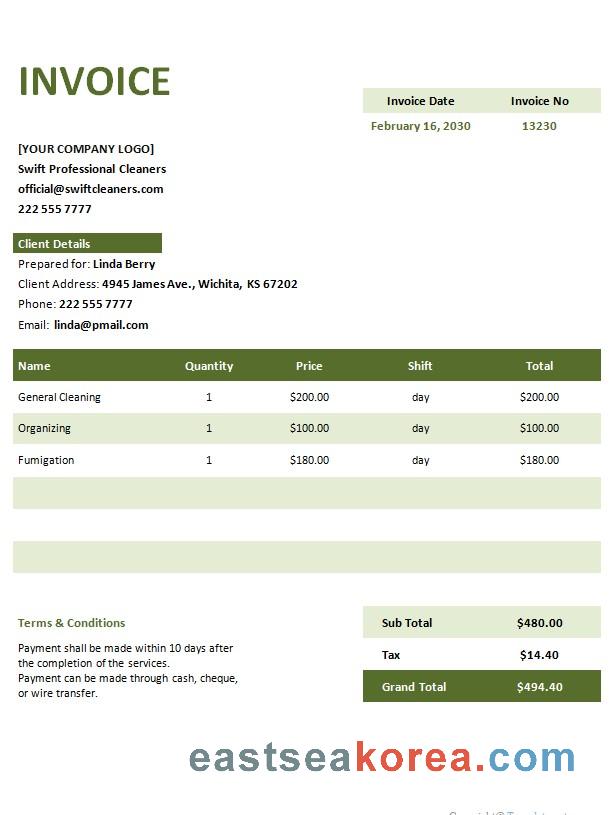 INVOICE
Invoice Date Invoice No
February 16, 2030 13230
[YOUR COMPANY LOGO]
Swift Professional Cleaners
official@swiftcleaners.com
222 555 7777
Client Details
Prepared for: Linda Berry
Client Address: 4945 James Ave., Wichita, KS 67202
Phone: 222 555 7777
Email: linda@pmail.com
Name Quantity Price Shift Total
General Cleaning 1 $200.00 day $200.00
Organizing 1 $100.00 day $100.00
Fumigation 1 $180.00 day $180.00
Sub Total $480.00
Tax $14.40
Grand Total $494.40
Terms & Conditions
Payment shall be made within 10 days after
the completion of the services.
Payment can be made through cash, cheque,
or wire transfer.
eastseakorea.com